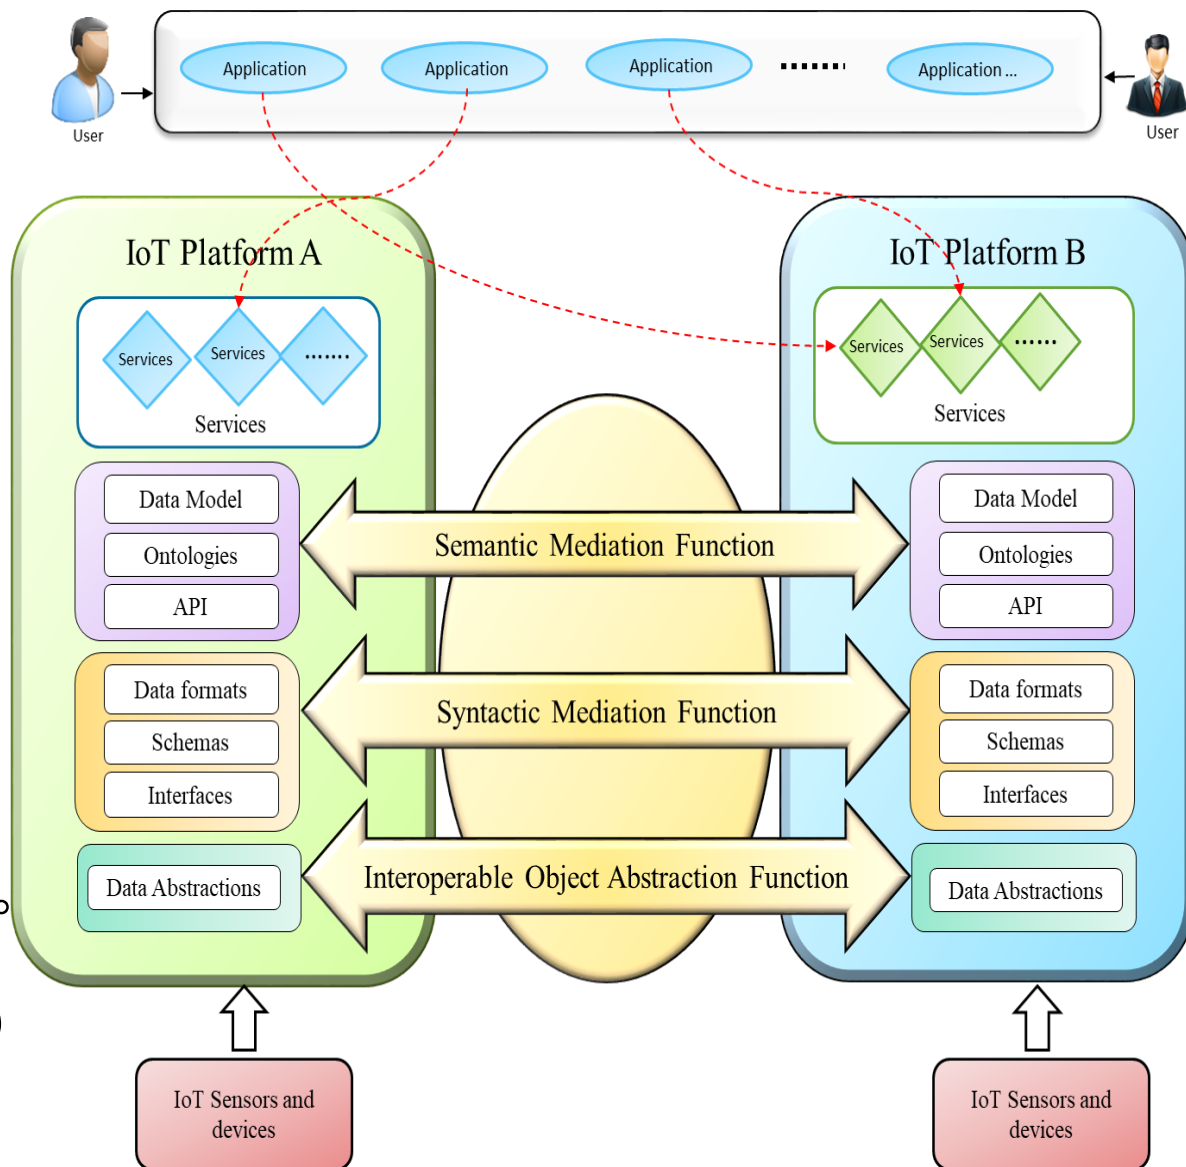 Application
Application
Application
........
Application ...
User
User
IoT Platform A
IoT Platform B
Services
Services
.......
Services
Services
Services
......
Services
Data Model
Ontologies
API
Semantic Mediation Function
Data Model
Ontologies
API
Data formats
Schemas
Interfaces
Syntactic Mediation Function
Data formats
Schemas
Interfaces
Data Abstractions
Interoperable Object Abstraction Function
Data Abstractions
IoT Sensors and
devices
IoT Sensors and
devices